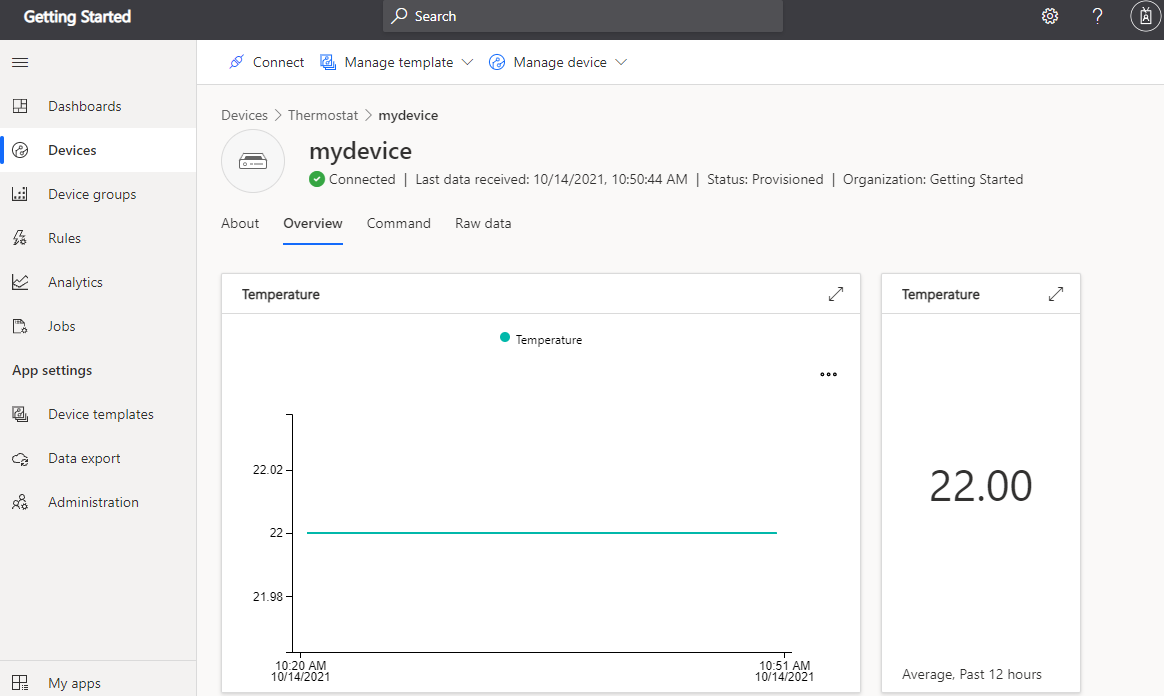 Getting Started
Search
?
Connect
Manage template
Manage device
Dashboards
Devices
Device groups
Rules
Analytics
Jobs
App settings
Device templates
Data export
Administration
My apps
Devices > Thermostat > mydevice
mydevice
Connected | Last data received: 10/14/2021, 10:50:44 AM | Status: Provisioned | Organization: Getting Started
About Overview Command Raw data
Temperature
Temperature
22.02
22
21.98
10:20 AM
10/14/2021
10:51 AM
10/14/2021
Temperature
22.00
Average, Past 12 hours